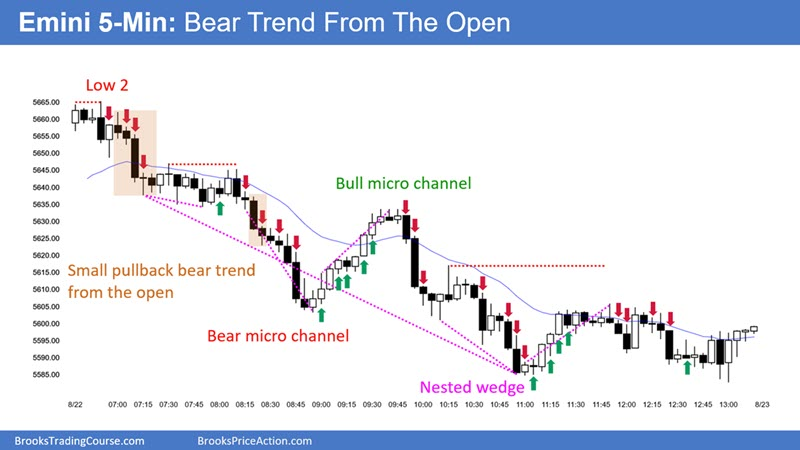 Emini 5-Min: Bear Trend From The Open
Low 2
5665.00
5660.00
5655.00
5650.00
5645.00
5640.00
5635.00
5630.00
5625.00
5620.00
5615.00
5610.00
5605.00
5600.00
5595.00
5590.00
5585.00
Bull micro channel
Small pullback bear trend
from the open
Bear micro channel
Nested wedge
8/22 07:00 07:15 07:30 07:45 08:00 08:15 08:30 08:45 09:00 09:15 09:30 09:45 10:00 10:15 10:30 10:45 11:00 11:15 11:30 11:45 12:00 12:15 12:30 12:45 13:00 8/23
BrooksTradingCourse.com BrooksPriceAction.com